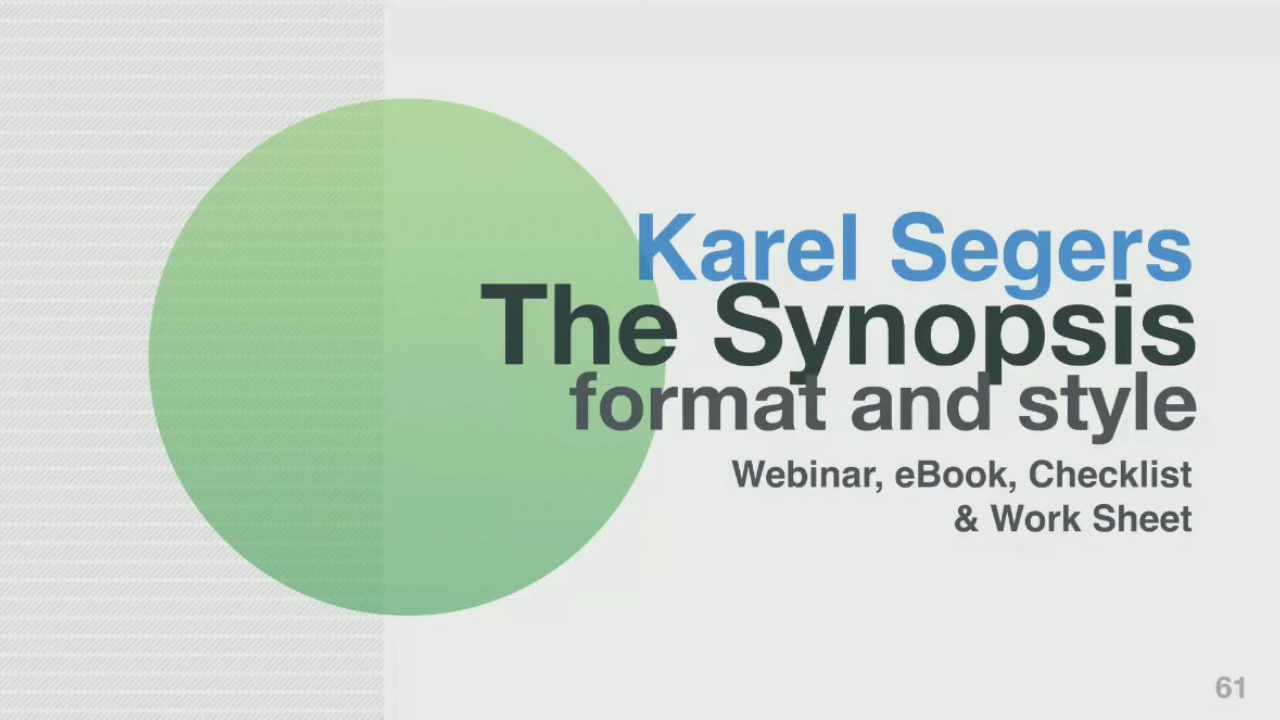 Karel Segers
The Synopsis
format and style
Webinar, eBook, Checklist
& Work Sheet
61